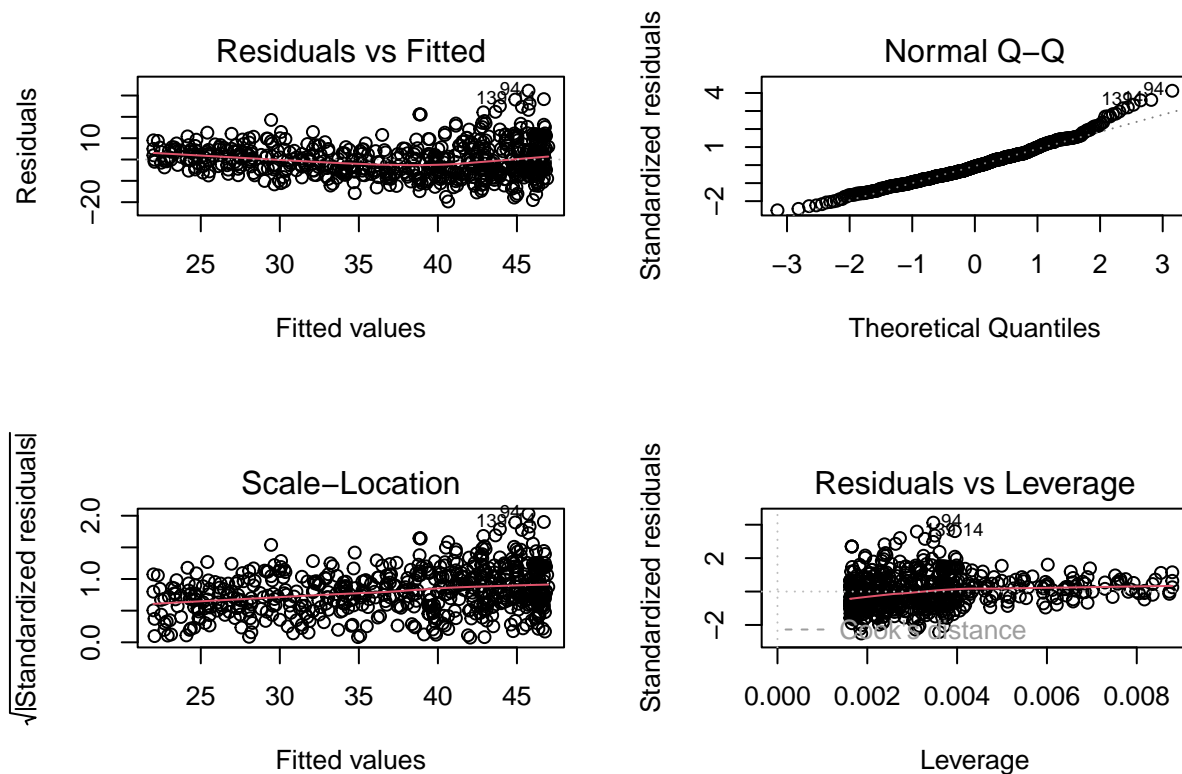 Residuals vs Fitted
Residuals
10
−20
94
139
25 30 35 40 45
Fitted values
Normal Q−Q
Standardized residuals
4
1
−2
94
−3 −2 −1 0 1 2 3
Theoretical Quantiles
Scale−Location
√|Standardized residuals|
2.0
1.0
0.0
94
139
25 30 35 40 45
Fitted values
Residuals vs Leverage
Standardized residuals
2
−2
94
Cook's distance
0.000 0.002 0.004 0.006 0.008
Leverage